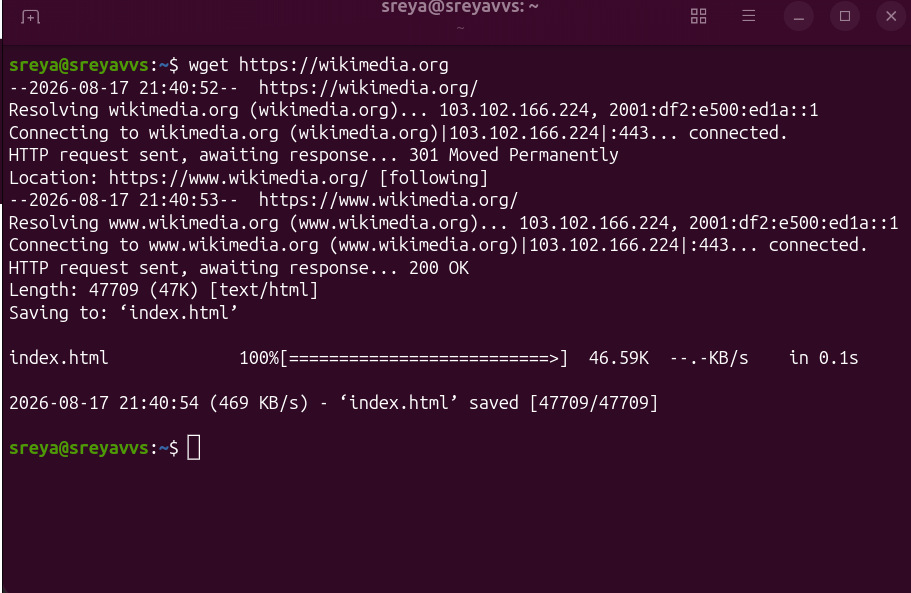 sreya@sreyavvs: ~
~
sreya@sreyavvs:~$ wget https://wikimedia.org
--2026-08-17 21:40:52--  https://wikimedia.org/
Resolving wikimedia.org (wikimedia.org)... 103.102.166.224, 2001:df2:e500:ed1a::1
Connecting to wikimedia.org (wikimedia.org)|103.102.166.224|:443... connected.
HTTP request sent, awaiting response... 301 Moved Permanently
Location: https://www.wikimedia.org/ [following]
--2026-08-17 21:40:53--  https://www.wikimedia.org/
Resolving www.wikimedia.org (www.wikimedia.org)... 103.102.166.224, 2001:df2:e500:ed1a::1
Connecting to www.wikimedia.org (www.wikimedia.org)|103.102.166.224|:443... connected.
HTTP request sent, awaiting response... 200 OK
Length: 47709 (47K) [text/html]
Saving to: ‘index.html’
index.html             100%[==========================>]  46.59K  --.-KB/s    in 0.1s
2026-08-17 21:40:54 (469 KB/s) - ‘index.html’ saved [47709/47709]
sreya@sreyavvs:~$